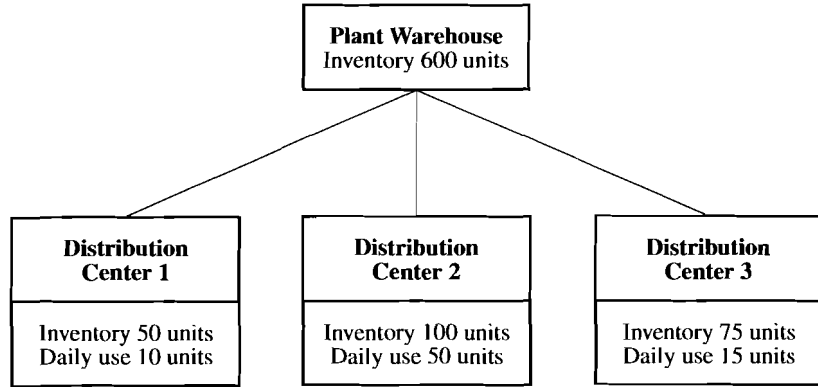 Plant Warehouse
Inventory 600 units
Distribution
Center 1
Inventory 50 units
Daily use 10 units
Distribution
Center 2
Inventory 100 units
Daily use 50 units
Distribution
Center 3
Inventory 75 units
Daily use 15 units